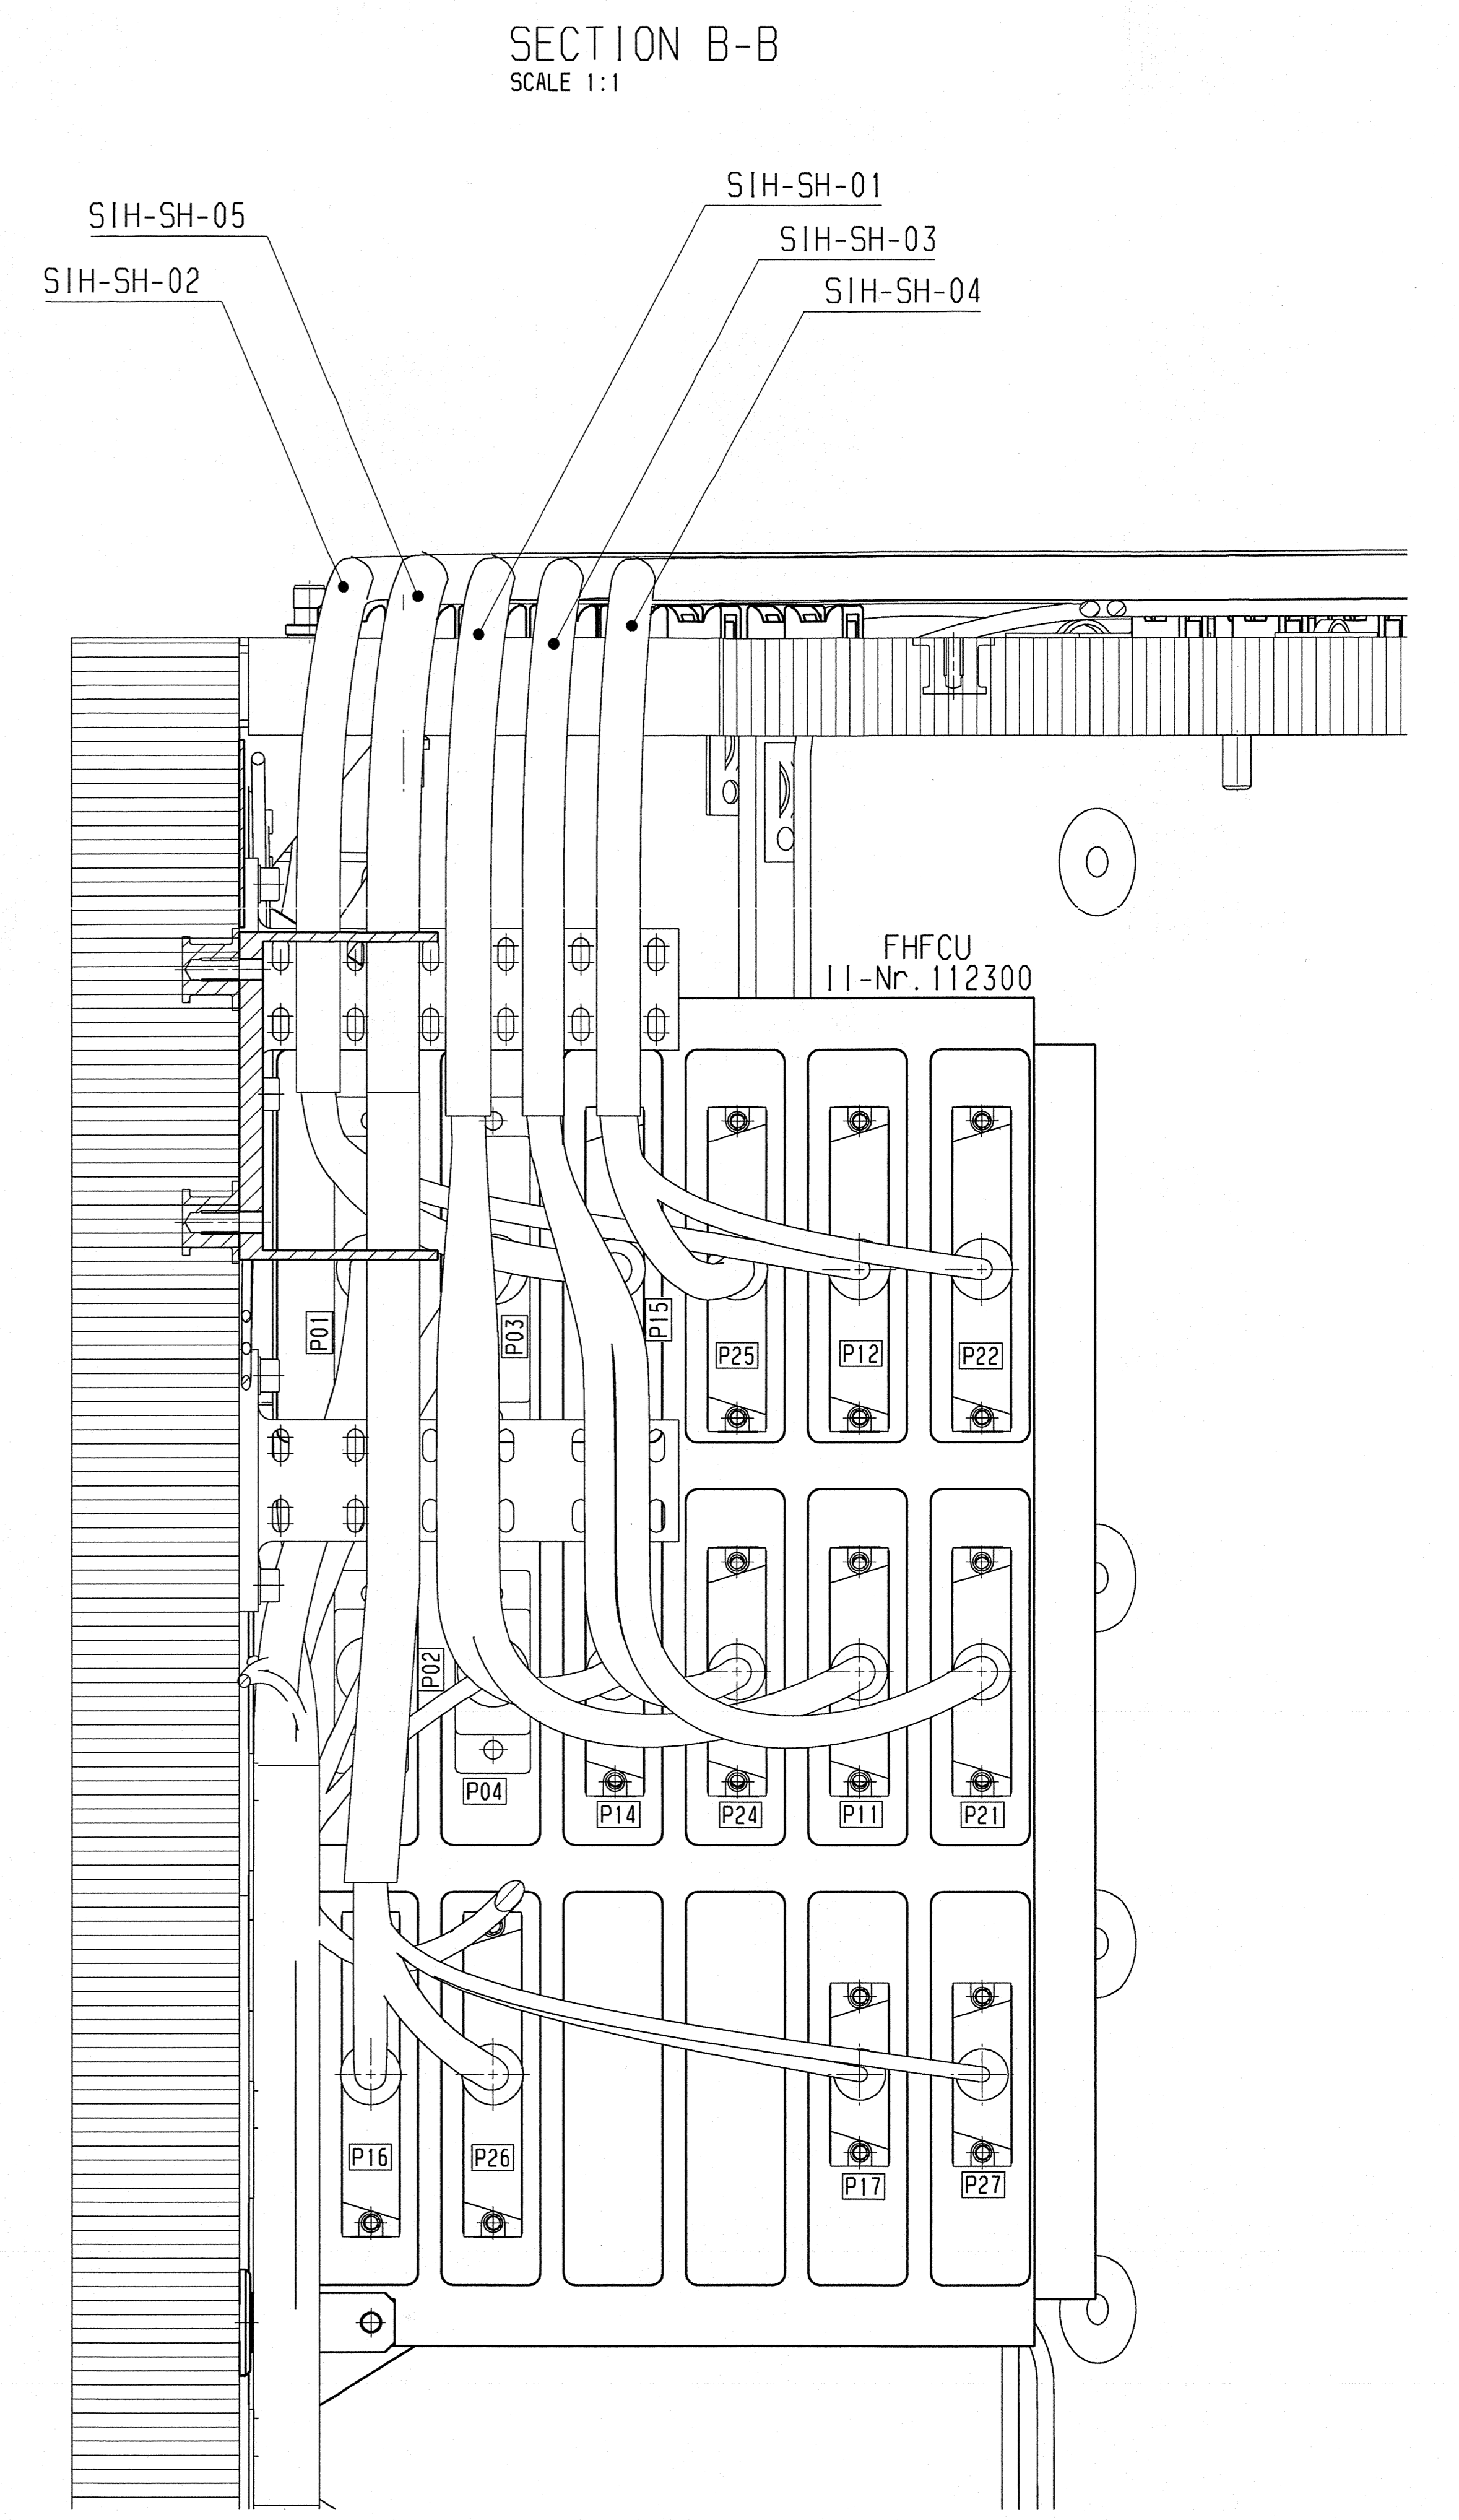 SECTION B-B
SCALE 1:1
SIH-SH-01
SIH-SH-05
SIH-SH-03
SIH-SH-02
SIH-SH-04
FHFCU
II-Nr.112300
P01
P03
P15
P25
P12
P22
P02
P04
P14
P24
P11
P21
P16
P26
P17
P27